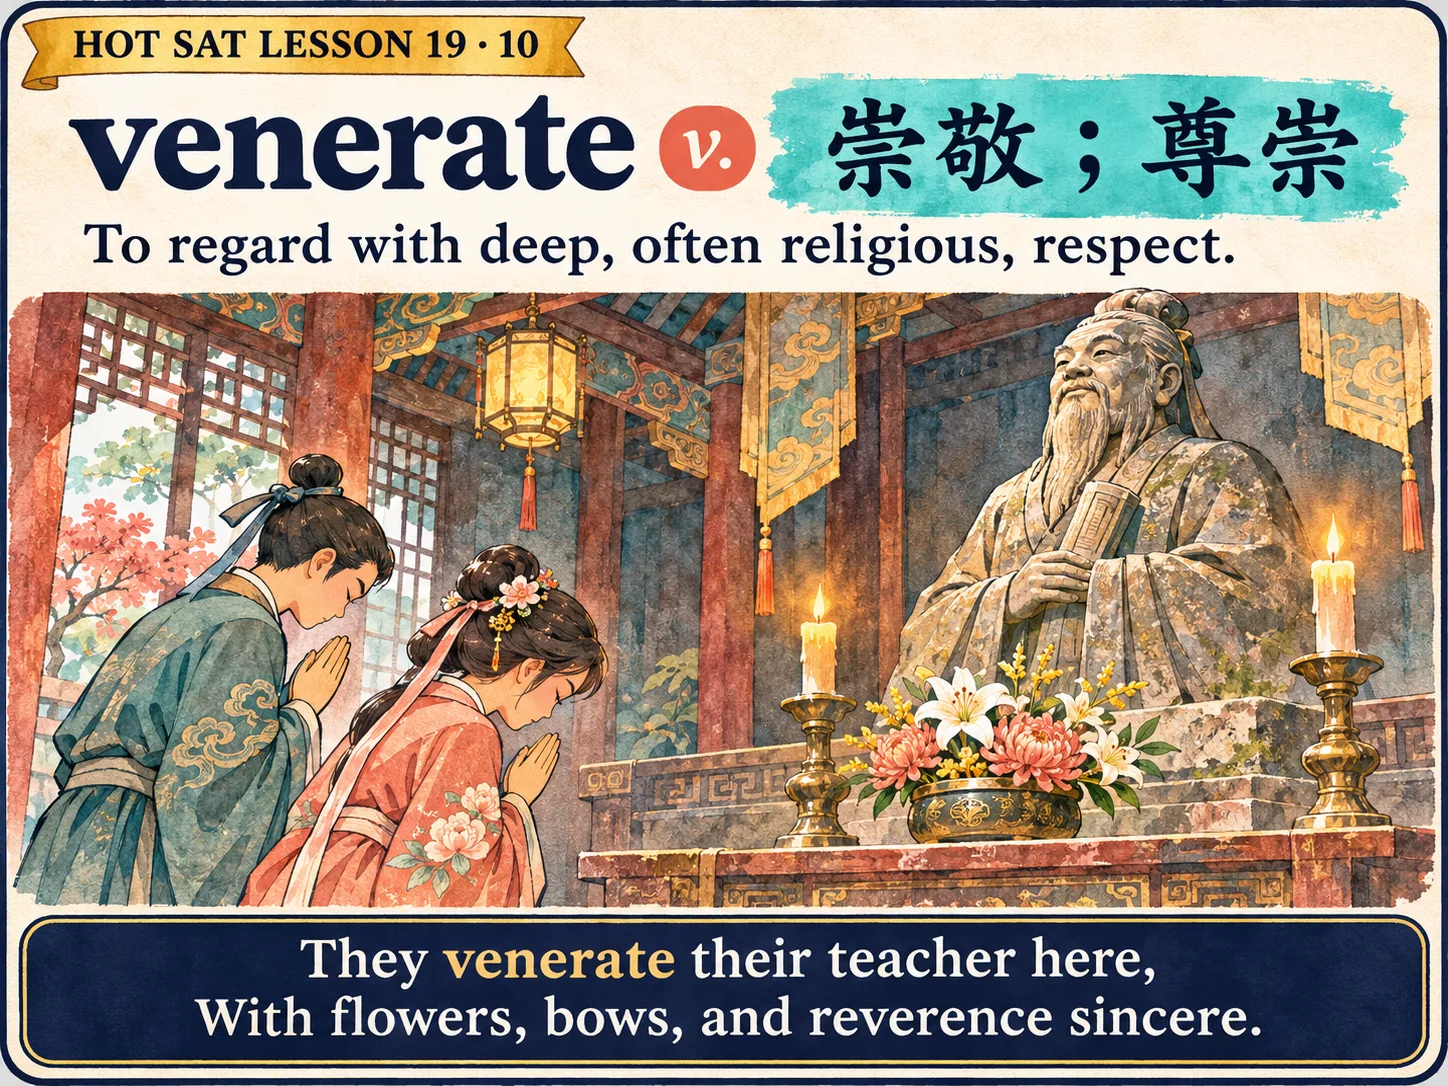 HOT SAT LESSON 19 · 10
venerate v. 崇敬；尊崇
To regard with deep, often religious, respect.
They venerate their teacher here,
With flowers, bows, and reverence sincere.